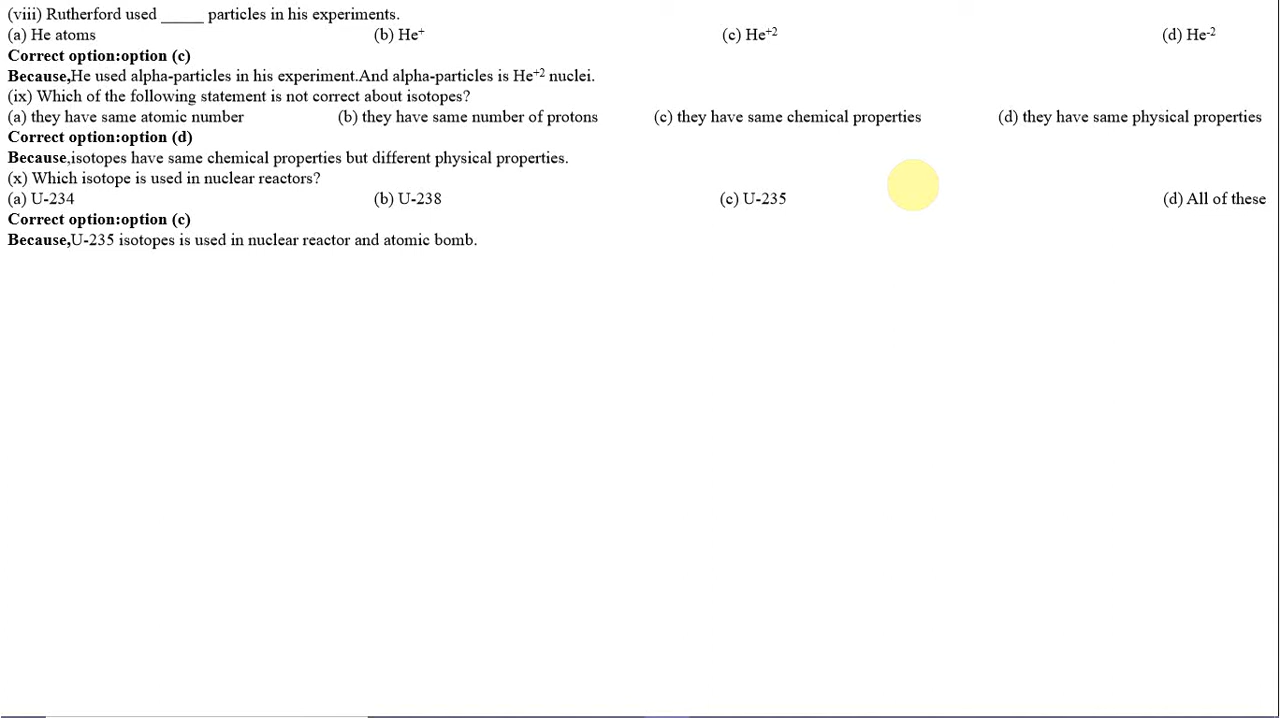 (viii) Rutherford used _____ particles in his experiments.
(a) He atoms (b) He⁺ (c) He⁺² (d) He⁻²
Correct option:option (c)
Because,He used alpha-particles in his experiment.And alpha-particles is He⁺² nuclei.
(ix) Which of the following statement is not correct about isotopes?
(a) they have same atomic number (b) they have same number of protons (c) they have same chemical properties (d) they have same physical properties
Correct option:option (d)
Because,isotopes have same chemical properties but different physical properties.
(x) Which isotope is used in nuclear reactors?
(a) U-234 (b) U-238 (c) U-235 (d) All of these
Correct option:option (c)
Because,U-235 isotopes is used in nuclear reactor and atomic bomb.